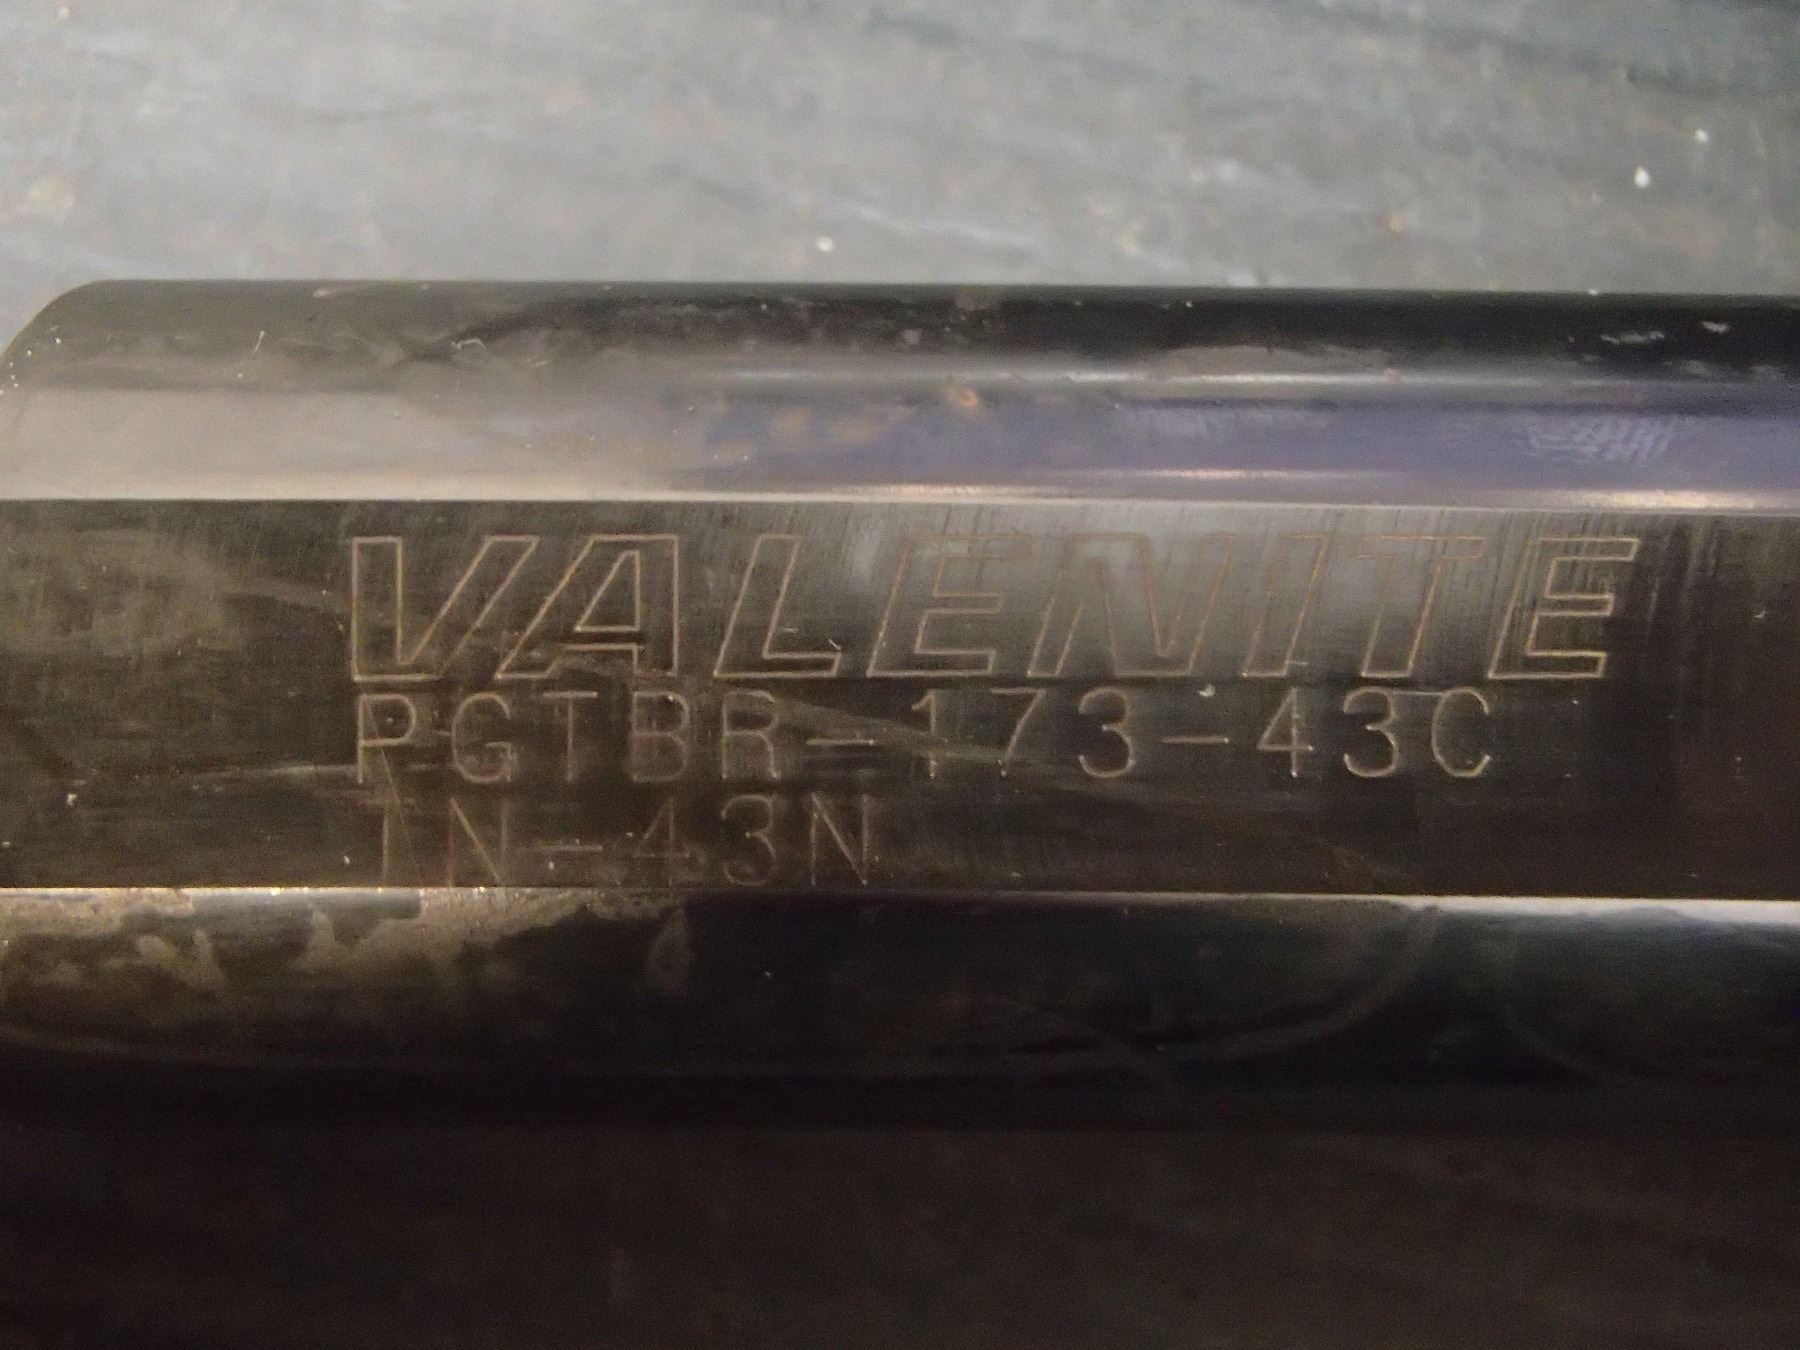 VALENITE
PGTBR-173-43C
IN-43N